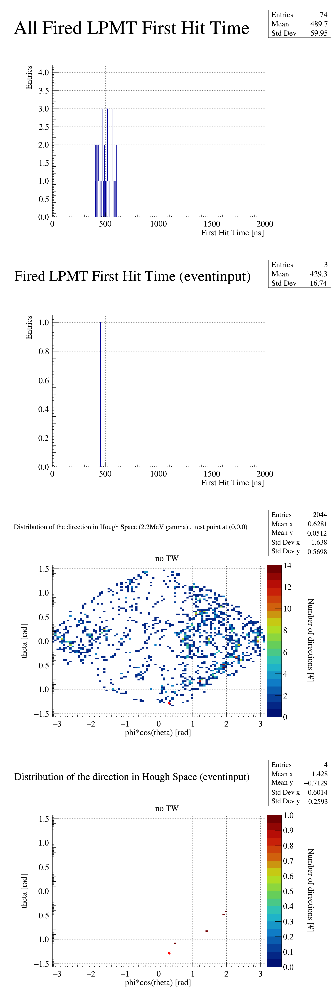 All Fired LPMT First Hit Time
Entries 74
Mean 489.7
Std Dev 59.95
Entries
4.0
3.5
3.0
2.5
2.0
1.5
1.0
0.5
0.0
0 500 1000 1500 2000
First Hit Time [ns]
Fired LPMT First Hit Time (eventinput)
Entries 3
Mean 429.3
Std Dev 16.74
Entries
1.0
0.8
0.6
0.4
0.2
0.0
0 500 1000 1500 2000
First Hit Time [ns]
Distribution of the direction in Hough Space (2.2MeV gamma) , test point at (0,0,0)
Entries 2044
Mean x 0.6281
Mean y 0.0512
Std Dev x 1.638
Std Dev y 0.5698
no TW
theta [rad]
1.5
1.0
0.5
0.0
−0.5
−1.0
−1.5
−3 −2 −1 0 1 2 3
phi*cos(theta) [rad]
14
12
10
8
6
4
2
0
Number of directions [#]
Distribution of the direction in Hough Space (eventinput)
Entries 4
Mean x 1.428
Mean y −0.7129
Std Dev x 0.6014
Std Dev y 0.2593
no TW
theta [rad]
1.5
1.0
0.5
0.0
−0.5
−1.0
−1.5
−3 −2 −1 0 1 2 3
phi*cos(theta) [rad]
1.0
0.9
0.8
0.7
0.6
0.5
0.4
0.3
0.2
0.1
0.0
Number of directions [#]